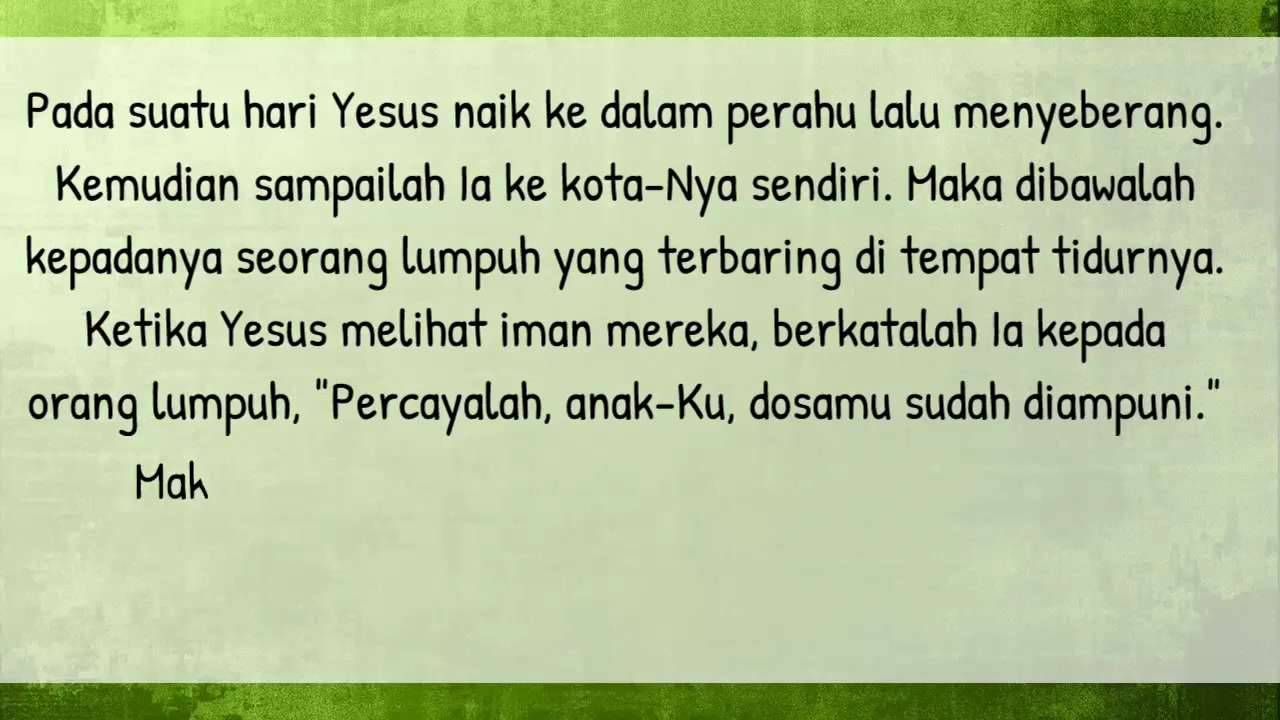 Pada suatu hari Yesus naik ke dalam perahu lalu menyeberang.
Kemudian sampailah Ia ke kota-Nya sendiri. Maka dibawalah
kepadanya seorang lumpuh yang terbaring di tempat tidurnya.
Ketika Yesus melihat iman mereka, berkatalah Ia kepada
orang lumpuh, "Percayalah, anak-Ku, dosamu sudah diampuni."
Mak